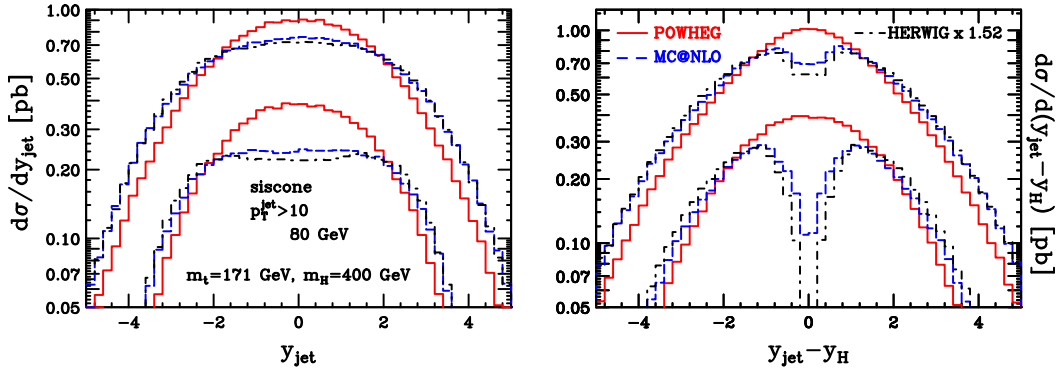 1.00
0.70
0.50
0.30
0.20
0.10
0.07
0.05
dσ/dy_jet [pb]
siscone
p_T^jet>10
80 GeV
m_t=171 GeV, m_H=400 GeV
−4 −2 0 2 4
y_jet
POWHEG
MC@NLO
HERWIG x 1.52
1.00
0.70
0.50
0.30
0.20
0.10
0.07
0.05
−4 −2 0 2 4
y_jet−y_H
dσ/d(y_jet−y_H) [pb]